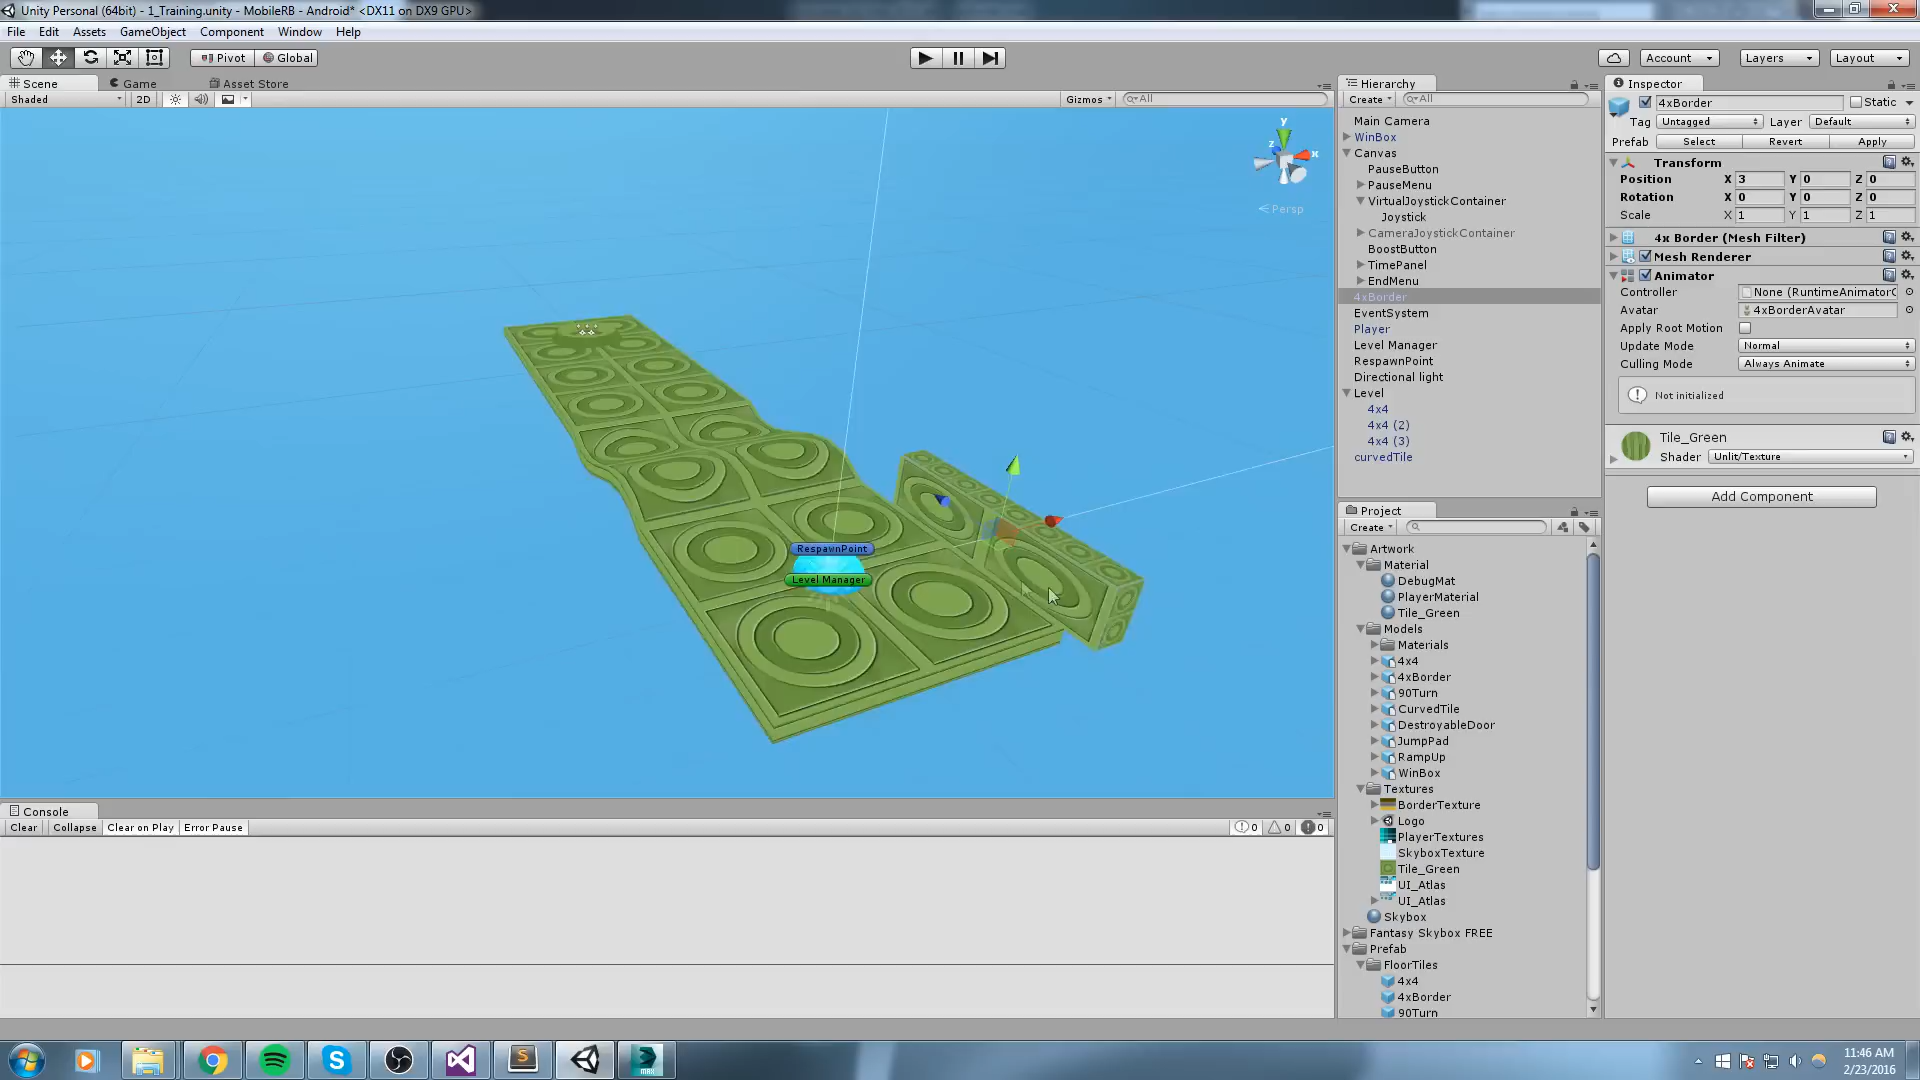 Unity Personal (64bit) - 1_Training.unity - MobileRB - Android* <DX11 on DX9 GPU>
File Edit Assets GameObject Component Window Help
Pivot Global Account Layers Layout
Scene Game Asset Store
Shaded 2D Gizmos All
y
x
z
Persp
RespawnPoint
Level Manager
Hierarchy
Create All
Main Camera
WinBox
Canvas
PauseButton
PauseMenu
VirtualJoystickContainer
Joystick
CameraJoystickContainer
BoostButton
TimePanel
EndMenu
4xBorder
EventSystem
Player
Level Manager
RespawnPoint
Directional light
Level
4x4
4x4 (2)
4x4 (3)
curvedTile
Project
Create
Artwork
Material
DebugMat
PlayerMaterial
Tile_Green
Models
Materials
4x4
4xBorder
90Turn
CurvedTile
DestroyableDoor
JumpPad
RampUp
WinBox
Textures
BorderTexture
Logo
PlayerTextures
SkyboxTexture
Tile_Green
UI_Atlas
UI_Atlas
Skybox
Fantasy Skybox FREE
Prefab
FloorTiles
4x4
4xBorder
90Turn
Inspector
4xBorder Static
Tag Untagged Layer Default
Prefab Select Revert Apply
Transform
Position X 3 Y 0 Z 0
Rotation X 0 Y 0 Z 0
Scale X 1 Y 1 Z 1
4x Border (Mesh Filter)
Mesh Renderer
Animator
Controller None (RuntimeAnimatorC
Avatar 4xBorderAvatar
Apply Root Motion
Update Mode Normal
Culling Mode Always Animate
Not initialized
Tile_Green
Shader Unlit/Texture
Add Component
Console
Clear Collapse Clear on Play Error Pause 0 0 0
MAX
11:46 AM
2/23/2016